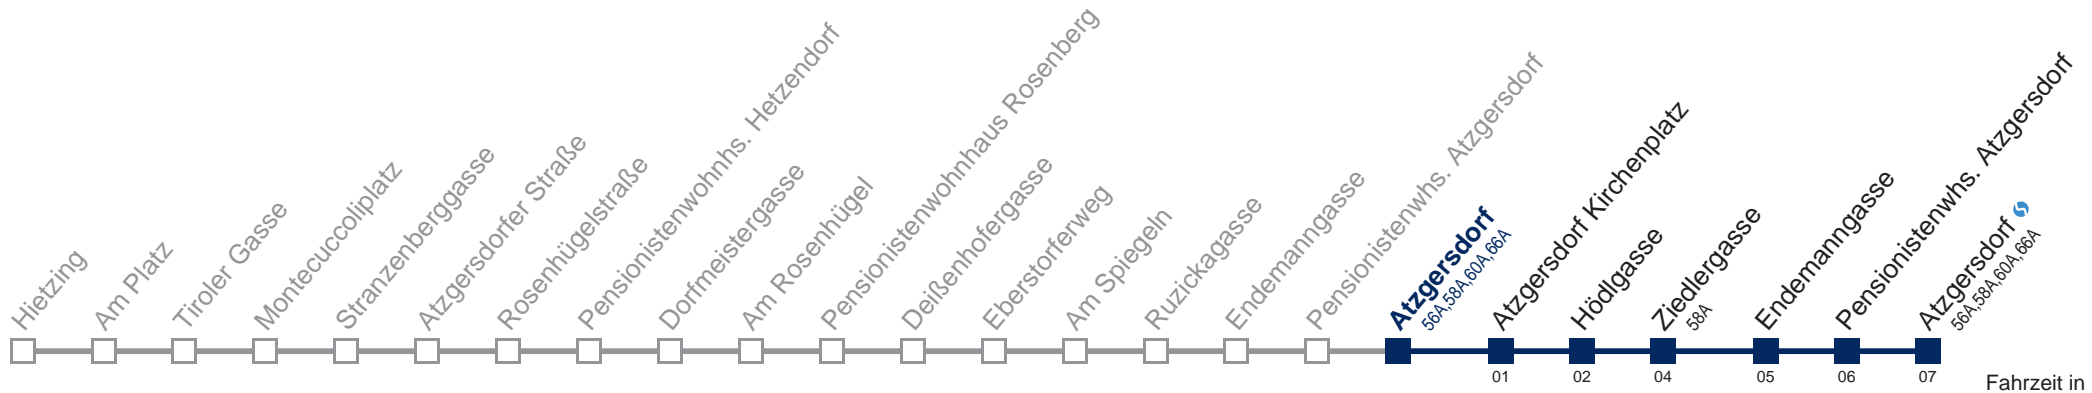 Hietzing
Am Platz
Tiroler Gasse
Montecuccoliplatz
Stranzenberggasse
Atzgersdorfer Straße
Rosenhügelstraße
Pensionistenwohnhs. Hetzendorf
Dorfmeistergasse
Am Rosenhügel
Pensionistenwohnhaus Rosenberg
Deißenhofergasse
Eberstorferweg
Am Spiegeln
Ruzickagasse
Endemanngasse
Pensionistenwhs. Atzgersdorf
Atzgersdorf
56A,58A,60A,66A
Atzgersdorf Kirchenplatz
Hödlgasse
Ziedlergasse
58A
Endemanngasse
Pensionistenwhs. Atzgersdorf
Atzgersdorf
56A,58A,60A,66A
01 02 04 05 06 07
Fahrzeit in